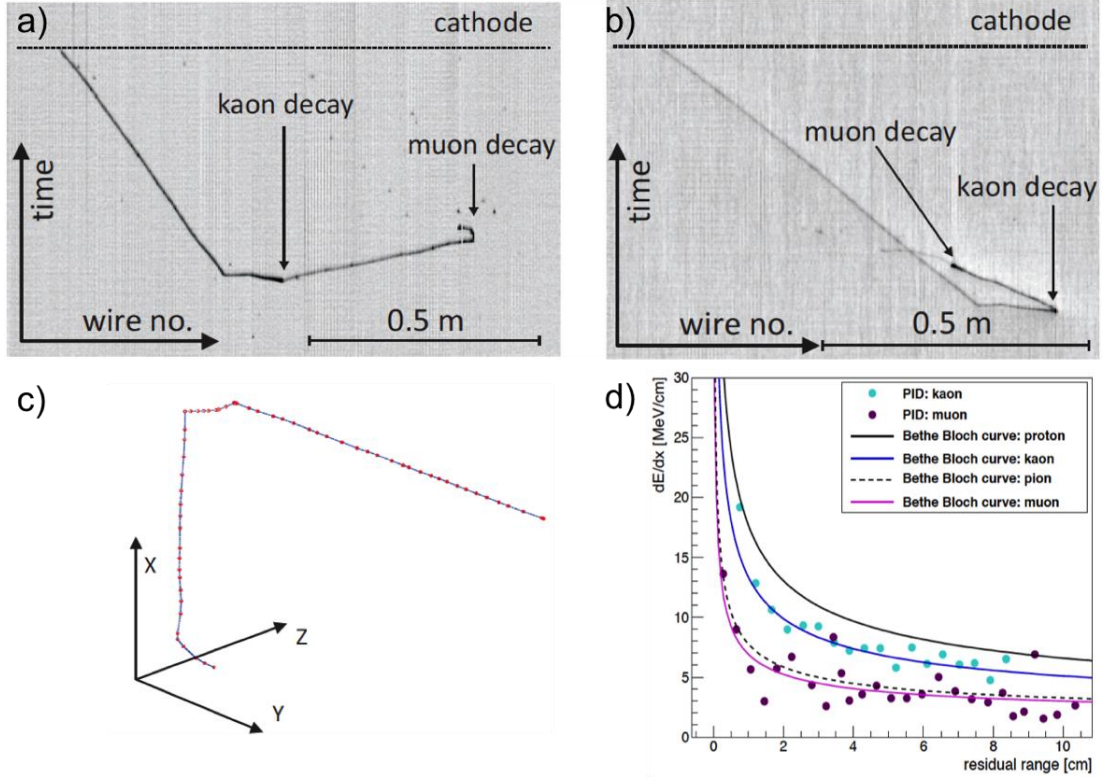 a)
cathode
kaon decay
muon decay
time
wire no.
0.5 m
b)
cathode
muon decay
kaon decay
time
wire no.
0.5 m
c)
X
Z
Y
d)
dE/dx [MeV/cm]
30
25
20
15
10
5
0
PID: kaon
PID: muon
Bethe Bloch curve: proton
Bethe Bloch curve: kaon
Bethe Bloch curve: pion
Bethe Bloch curve: muon
0 2 4 6 8 10
residual range [cm]